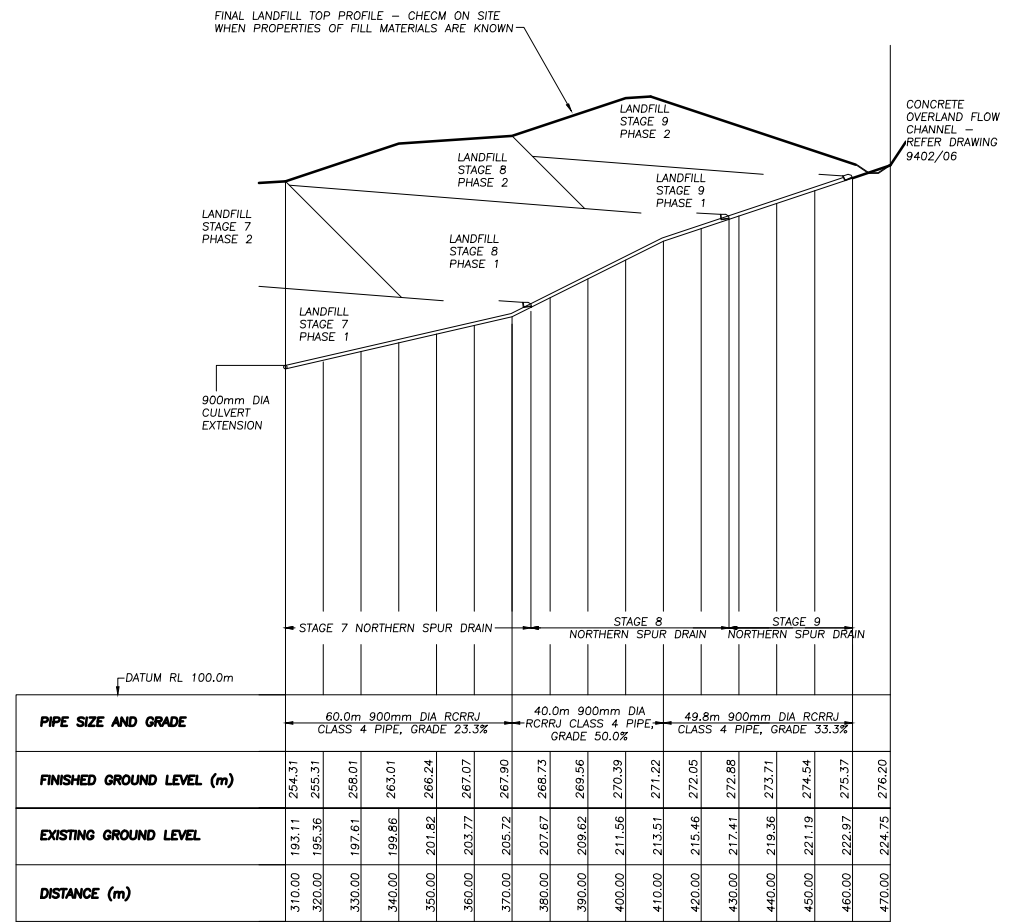 FINAL LANDFILL TOP PROFILE – CHECM ON SITE
WHEN PROPERTIES OF FILL MATERIALS ARE KNOWN
CONCRETE
OVERLAND FLOW
CHANNEL –
REFER DRAWING
9402/06
LANDFILL
STAGE 9
PHASE 2
LANDFILL
STAGE 8
PHASE 2
LANDFILL
STAGE 9
PHASE 1
LANDFILL
STAGE 7
PHASE 2
LANDFILL
STAGE 8
PHASE 1
LANDFILL
STAGE 7
PHASE 1
900mm DIA
CULVERT
EXTENSION
STAGE 7 NORTHERN SPUR DRAIN
STAGE 8
NORTHERN SPUR DRAIN
STAGE 9
NORTHERN SPUR DRAIN
DATUM RL 100.0m
PIPE SIZE AND GRADE
60.0m 900mm DIA RCRRJ
CLASS 4 PIPE, GRADE 23.3%
40.0m 900mm DIA
RCRRJ CLASS 4 PIPE,
GRADE 50.0%
49.8m 900mm DIA RCRRJ
CLASS 4 PIPE, GRADE 33.3%
FINISHED GROUND LEVEL (m)
254.31 255.31 258.01 263.01 266.24 267.07 267.90 268.73 269.56 270.39 271.22 272.05 272.88 273.71 274.54 275.37 276.20
EXISTING GROUND LEVEL
193.11 195.36 197.61 199.86 201.82 203.77 205.72 207.67 209.62 211.56 213.51 215.46 217.41 219.36 221.19 222.97 224.75
DISTANCE (m)
310.00 320.00 330.00 340.00 350.00 360.00 370.00 380.00 390.00 400.00 410.00 420.00 430.00 440.00 450.00 460.00 470.00